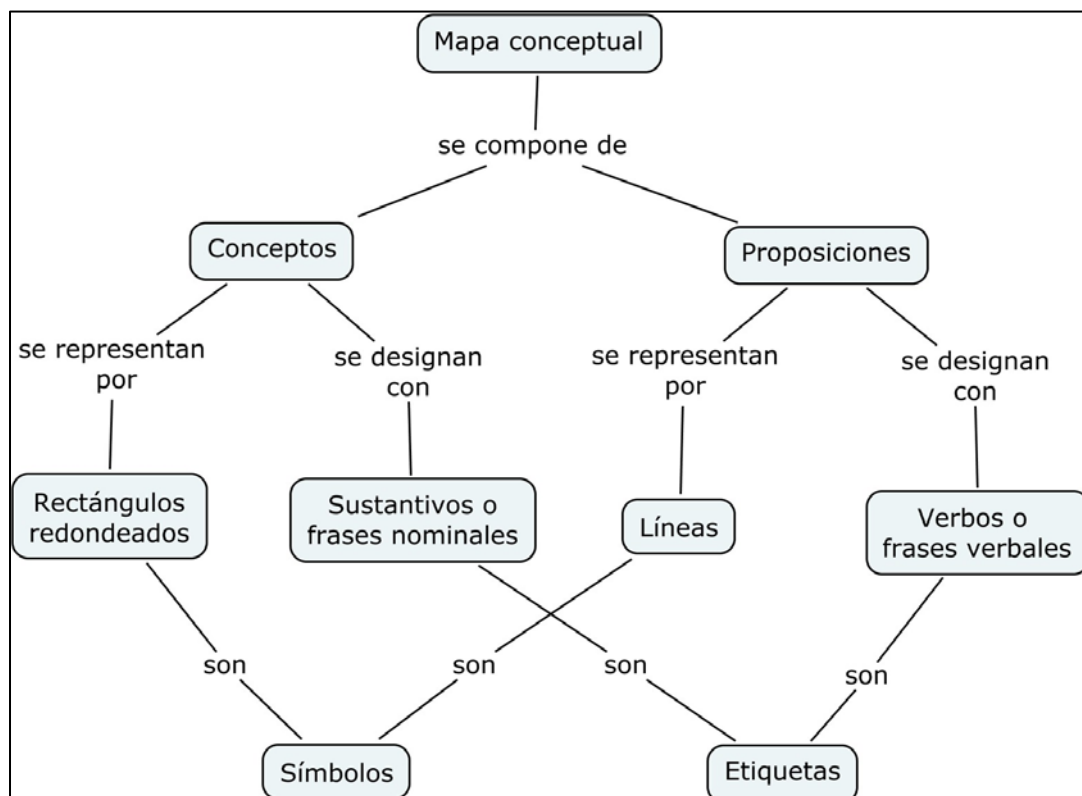 Mapa conceptual
se compone de
Conceptos
Proposiciones
se representan
por
se designan
con
se representan
por
se designan
con
Rectángulos
redondeados
Sustantivos o
frases nominales
Líneas
Verbos o
frases verbales
son
son
son
son
Símbolos
Etiquetas